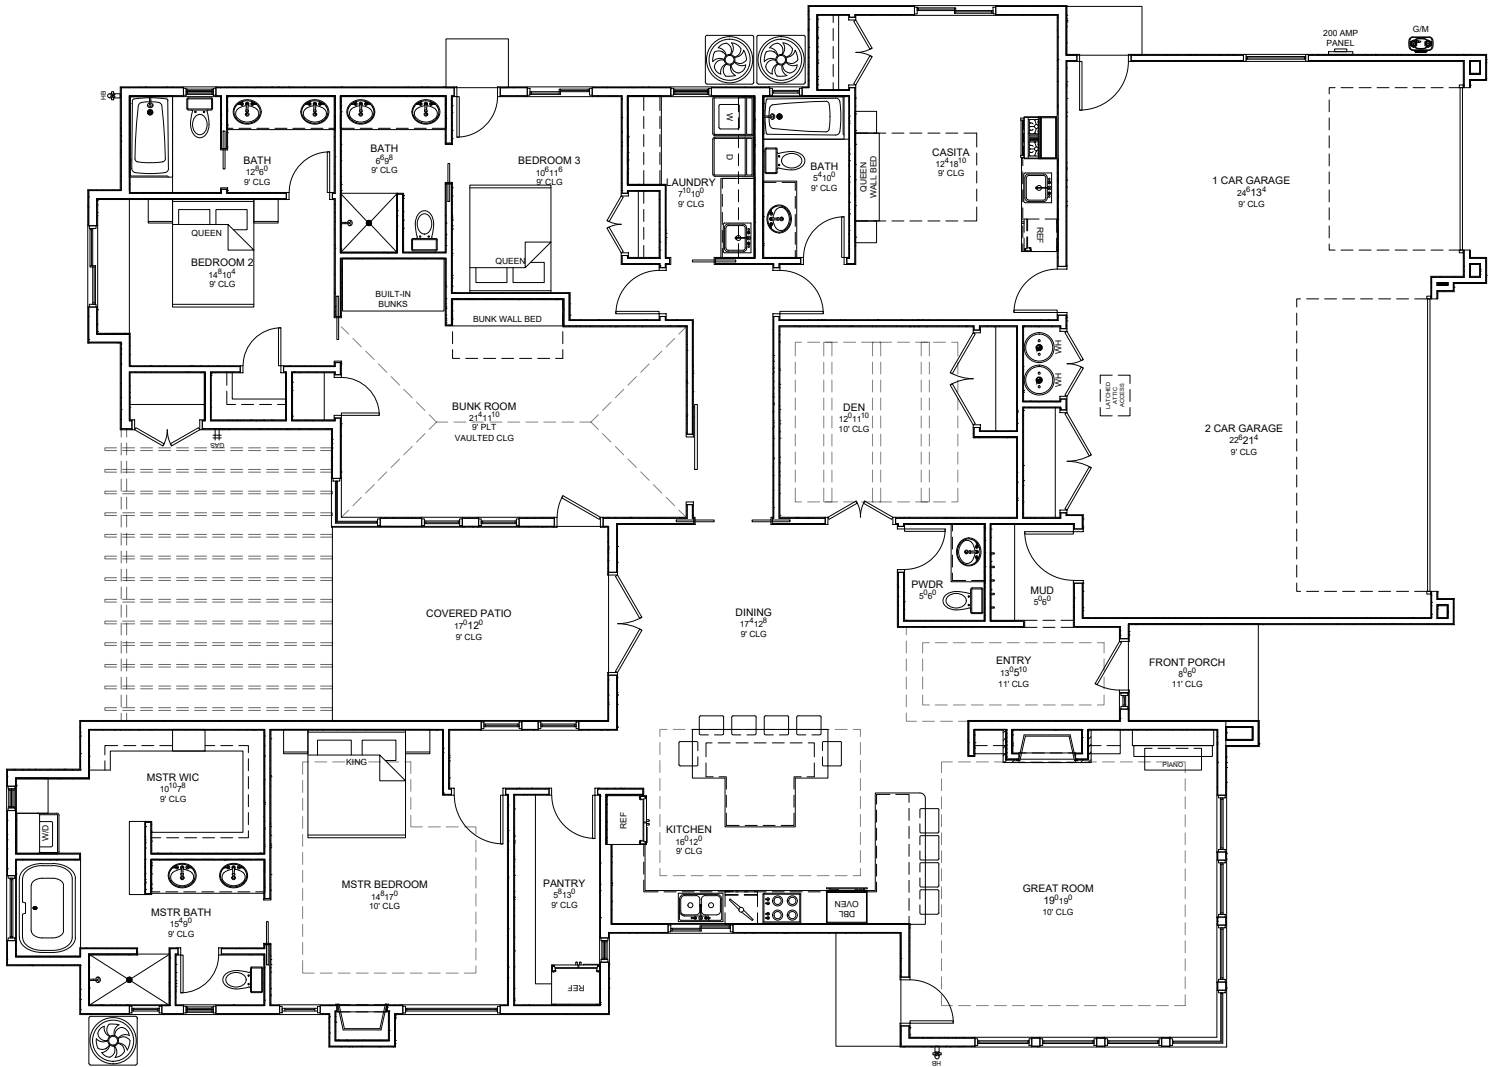 200 AMP
PANEL
G/M
HB
BATH
12⁸6⁰
9' CLG
BATH
6⁶9⁸
9' CLG
BEDROOM 3
10⁶11⁶
9' CLG
W
D
LAUNDRY
7¹⁰10⁰
9' CLG
BATH
5⁴10⁰
9' CLG
QUEEN
WALL BED
CASITA
12⁴18¹⁰
9' CLG
REF
1 CAR GARAGE
24⁶13⁴
9' CLG
QUEEN
BEDROOM 2
14⁸10⁴
9' CLG
QUEEN
BUILT-IN
BUNKS
BUNK WALL BED
BUNK ROOM
21⁴11¹⁰
9' PLT
VAULTED CLG
DEN
12⁰11¹⁰
10' CLG
WH
WH
LATCHED
ATTIC
ACCESS
2 CAR GARAGE
22⁶21⁴
9' CLG
GAS
COVERED PATIO
17⁰12⁰
9' CLG
DINING
17⁴12⁸
9' CLG
PWDR
5⁰6⁰
MUD
5⁰6⁰
ENTRY
13⁰5¹⁰
11' CLG
FRONT PORCH
8⁰6⁰
11' CLG
MSTR WIC
10¹⁰7⁸
9' CLG
W/D
KING
PIANO
REF
KITCHEN
16⁰12⁰
9' CLG
MSTR BEDROOM
14⁸17⁰
10' CLG
PANTRY
5⁸13⁰
9' CLG
GREAT ROOM
19⁰19⁰
10' CLG
DBL
OVEN
MSTR BATH
15⁴9⁰
9' CLG
REF
HB